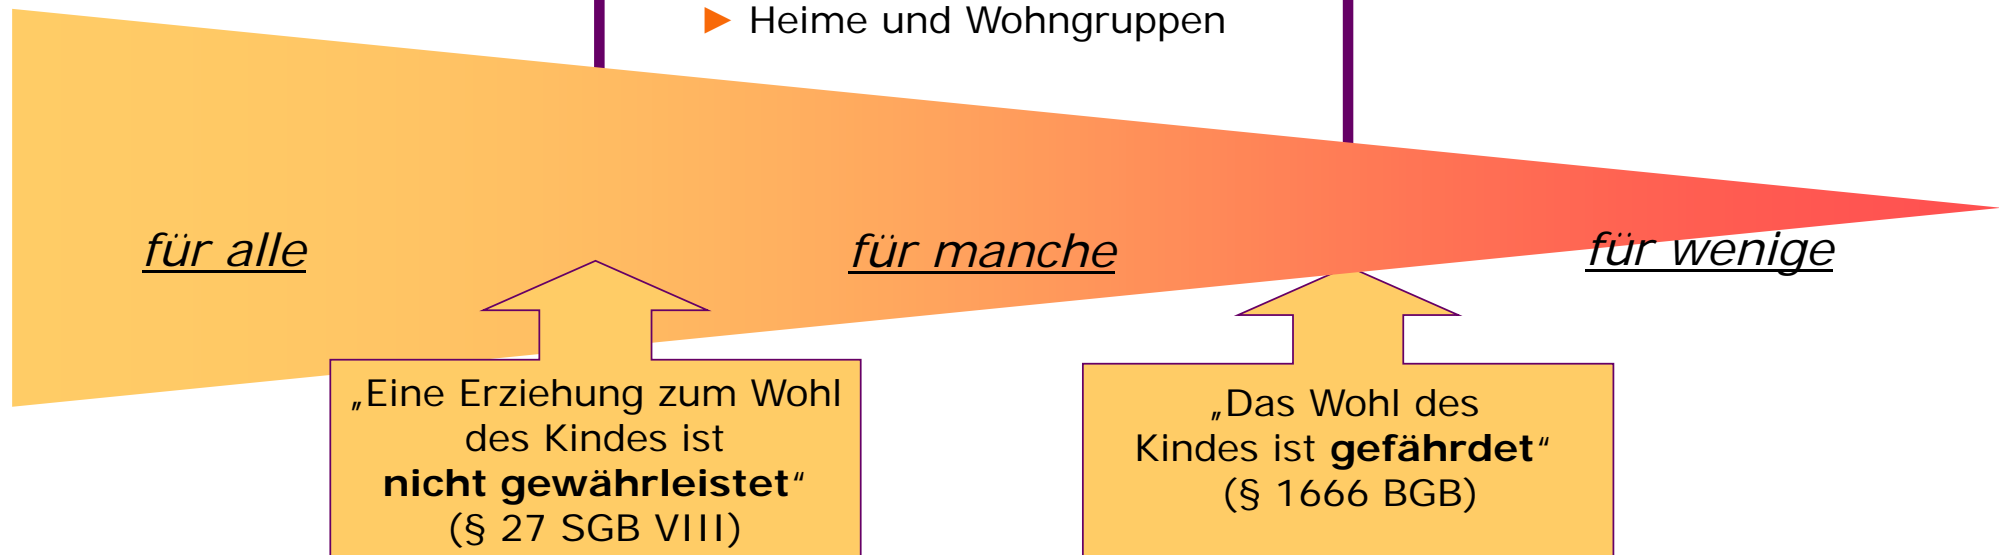 ► Heime und Wohngruppen
für alle
für manche
für wenige
„Eine Erziehung zum Wohl
des Kindes ist
nicht gewährleistet“
(§ 27 SGB VIII)
„Das Wohl des
Kindes ist gefährdet“
(§ 1666 BGB)